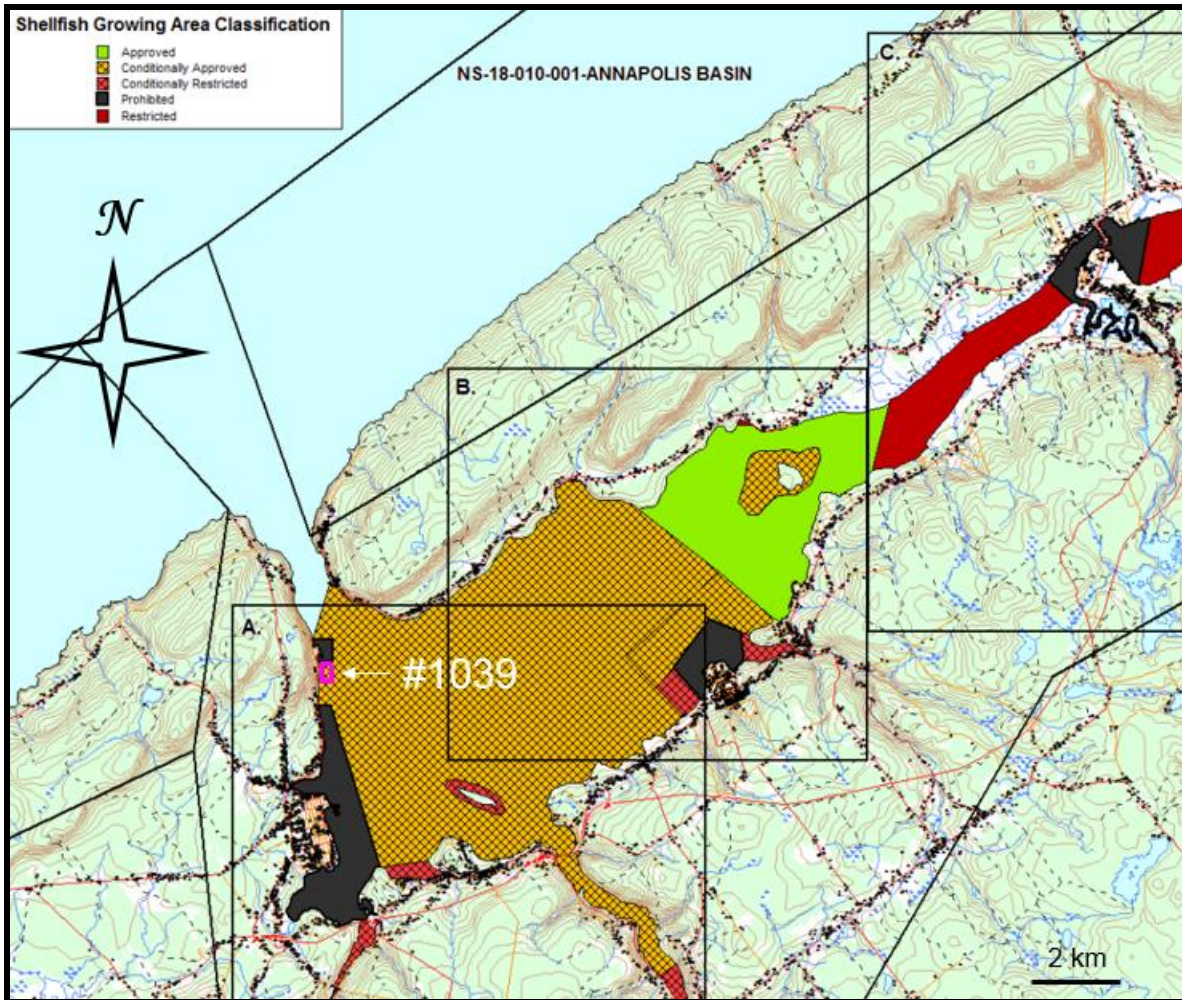 Shellfish Growing Area Classification
Approved
Conditionally Approved
Conditionally Restricted
Prohibited
Restricted
NS-18-010-001-ANNAPOLIS BASIN
C.
N
B.
A.
#1039
2 km